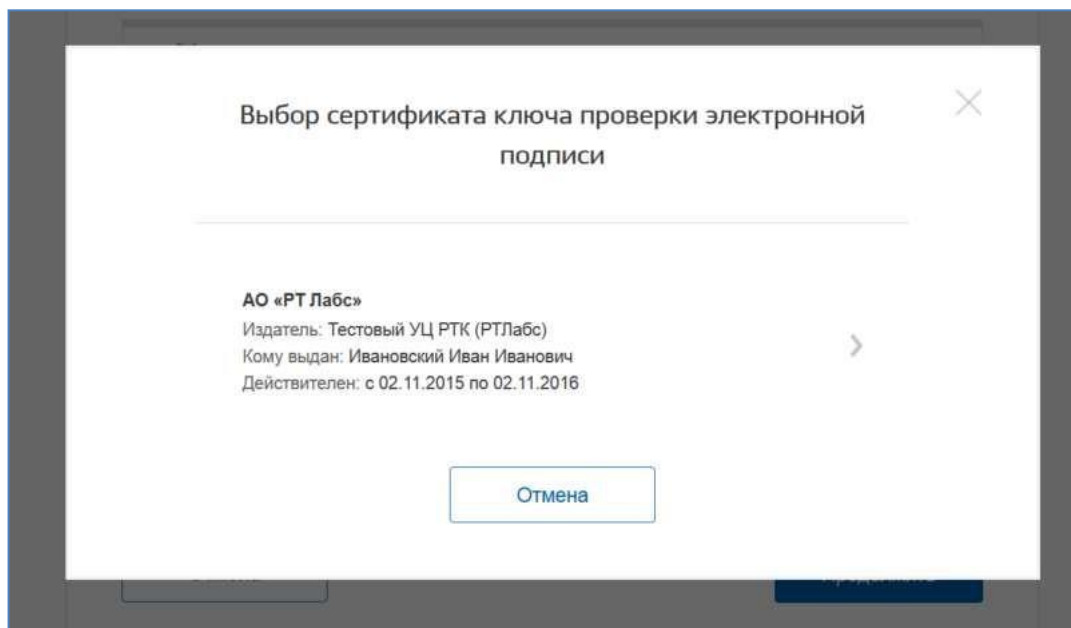 Выбор сертификата ключа проверки электронной
подписи
АО «РТ Лабс»
Издатель: Тестовый УЦ РТК (РТЛабс)
Кому выдан: Ивановский Иван Иванович
Действителен: с 02.11.2015 по 02.11.2016
Отмена